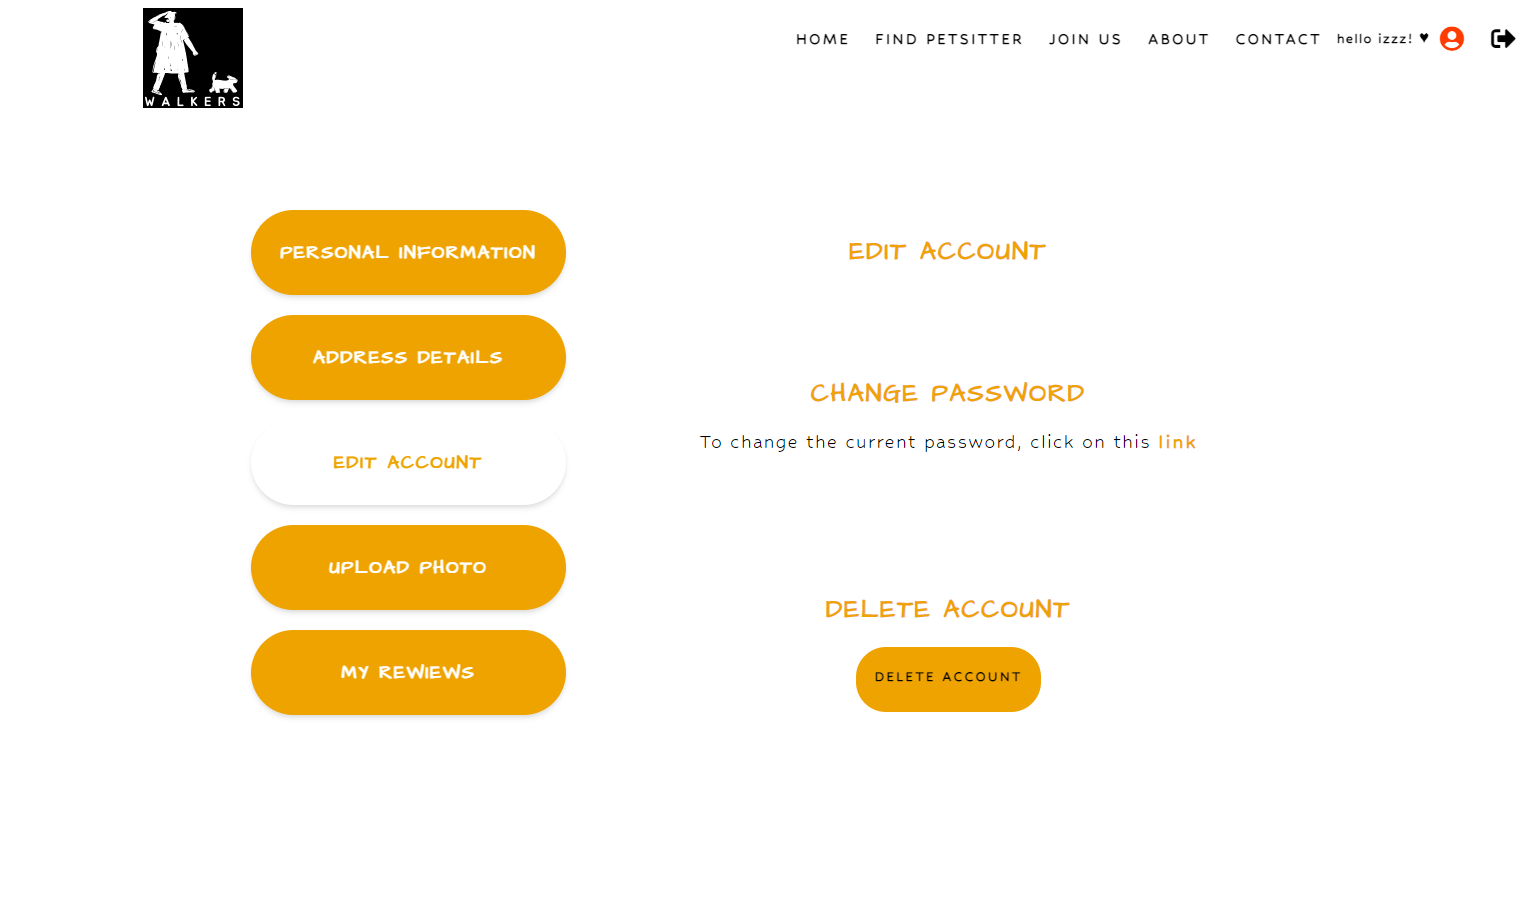 WALKERS
HOME FIND PETSITTER JOIN US ABOUT CONTACT hello izzz! ♥
PERSONAL INFORMATION
ADDRESS DETAILS
EDIT ACCOUNT
UPLOAD PHOTO
MY REWIEWS
EDIT ACCOUNT
CHANGE PASSWORD
To change the current password, click on this link
DELETE ACCOUNT
DELETE ACCOUNT